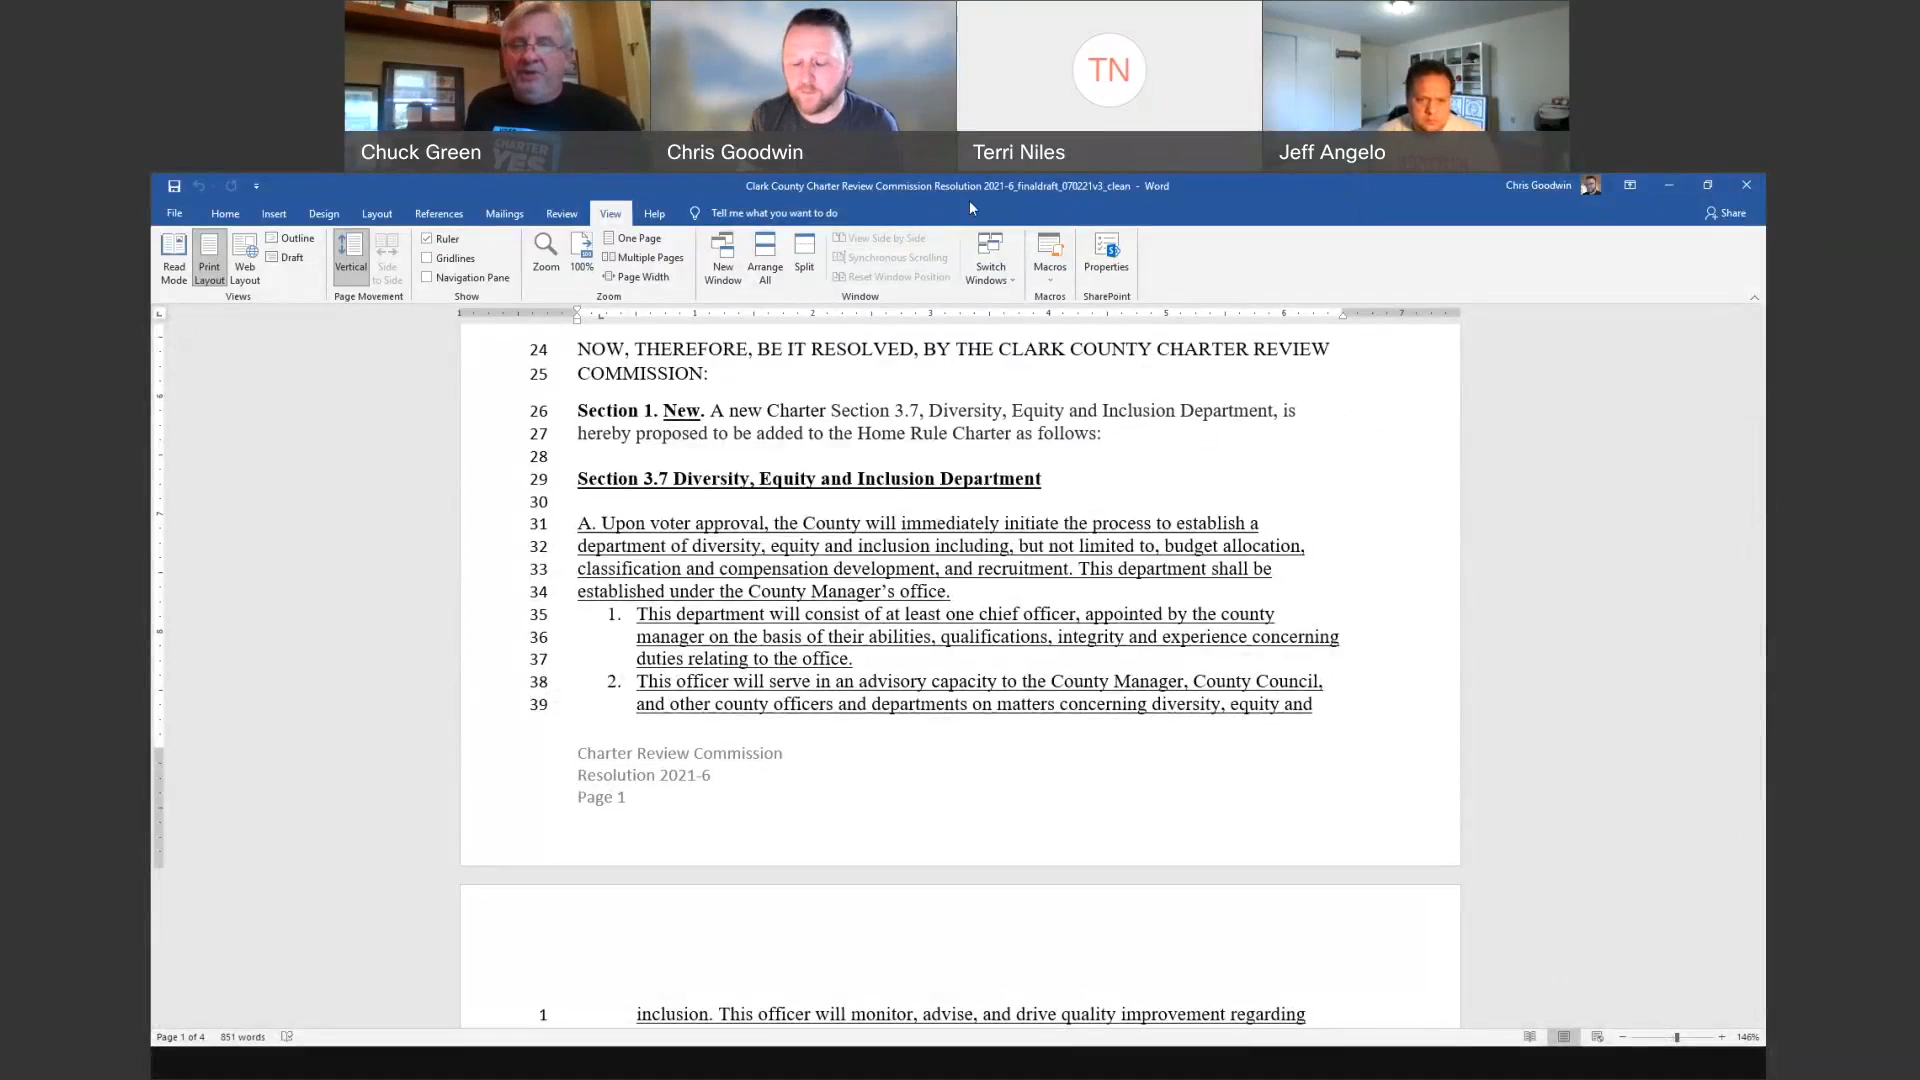 TN
CHARTER
YES
Chuck Green
Chris Goodwin
Terri Niles
Jeff Angelo
Clark County Charter Review Commission Resolution 2021-6_finaldraft_070221v3_clean - Word
Chris Goodwin
File Home Insert Design Layout References Mailings Review View Help Tell me what you want to do
Share
Read Mode
Print Layout
Web Layout
Outline
Draft
Views
Vertical
Side to Side
Page Movement
Ruler
Gridlines
Navigation Pane
Show
Zoom
100%
One Page
Multiple Pages
Page Width
Zoom
New Window
Arrange All
Split
View Side by Side
Synchronous Scrolling
Reset Window Position
Window
Switch Windows
Macros
Macros
Properties
SharePoint
1 1 2 3 4 5 6 7
24 NOW, THEREFORE, BE IT RESOLVED, BY THE CLARK COUNTY CHARTER REVIEW
25 COMMISSION:
26 Section 1. New. A new Charter Section 3.7, Diversity, Equity and Inclusion Department, is
27 hereby proposed to be added to the Home Rule Charter as follows:
28
29 Section 3.7 Diversity, Equity and Inclusion Department
30
31 A. Upon voter approval, the County will immediately initiate the process to establish a
32 department of diversity, equity and inclusion including, but not limited to, budget allocation,
33 classification and compensation development, and recruitment. This department shall be
34 established under the County Manager’s office.
35 1. This department will consist of at least one chief officer, appointed by the county
36 manager on the basis of their abilities, qualifications, integrity and experience concerning
37 duties relating to the office.
38 2. This officer will serve in an advisory capacity to the County Manager, County Council,
39 and other county officers and departments on matters concerning diversity, equity and
Charter Review Commission
Resolution 2021-6
Page 1
1 inclusion. This officer will monitor, advise, and drive quality improvement regarding
Page 1 of 4 851 words
146%